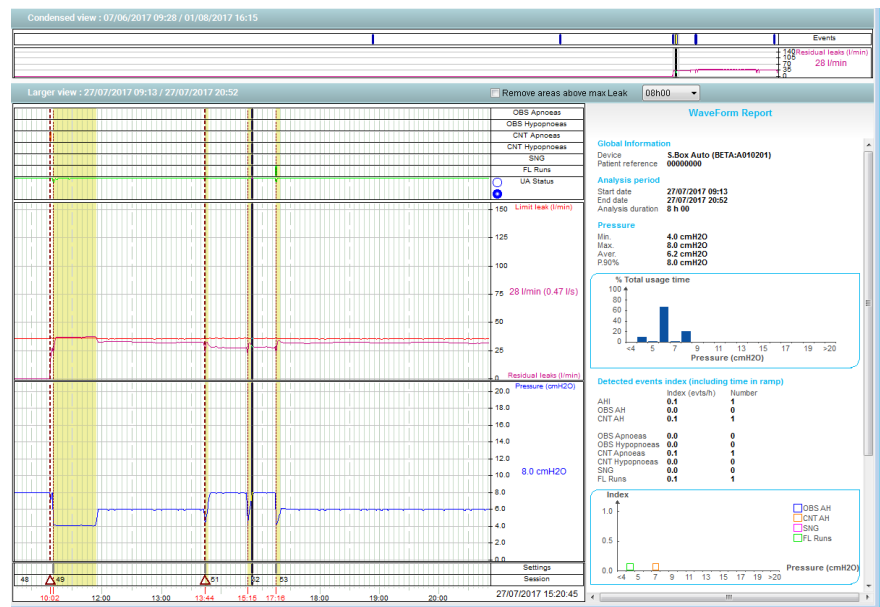 Condensed view : 07/06/2017 09:28 / 01/08/2017 16:15
Events
140 Residual leaks (l/min)
105
70
35
0
28 l/min
Larger view : 27/07/2017 09:13 / 27/07/2017 20:52
Remove areas above max Leak
08h00
OBS Apnoeas
OBS Hypopnoeas
CNT Apnoeas
CNT Hypopnoeas
SNG
FL Runs
UA Status
150 Limit leak (l/min)
125
100
75 28 l/min (0.47 l/s)
50
25
0 Residual leaks (l/min)
20.0 Pressure (cmH2O)
18.0
16.0
14.0
12.0
10.0 8.0 cmH2O
8.0
6.0
4.0
2.0
0.0
Settings
48 49 51 52 53 Session
10:02 12:00 13:00 13:44 15:15 17:16 18:00 19:00 20:00 27/07/2017 15:20:45
WaveForm Report
Global Information
Device S.Box Auto (BETA:A010201)
Patient reference 00000000
Analysis period
Start date 27/07/2017 09:13
End date 27/07/2017 20:52
Analysis duration 8 h 00
Pressure
Min. 4.0 cmH2O
Max. 8.0 cmH2O
Aver. 6.2 cmH2O
P.90% 8.0 cmH2O
% Total usage time
100
80
60
40
20
0
<4 5 7 9 11 13 15 17 19 >20
Pressure (cmH2O)
Detected events index (including time in ramp)
Index (evts/h) Number
AHI 0.1 1
OBS AH 0.0 0
CNT AH 0.1 1
OBS Apnoeas 0.0 0
OBS Hypopnoeas 0.0 0
CNT Apnoeas 0.1 1
CNT Hypopnoeas 0.0 0
SNG 0.0 0
FL Runs 0.1 1
Index
1.0
0.5
0.0
OBS AH
CNT AH
SNG
FL Runs
<4 5 7 9 11 13 15 17 19 >20 Pressure (cmH2O)